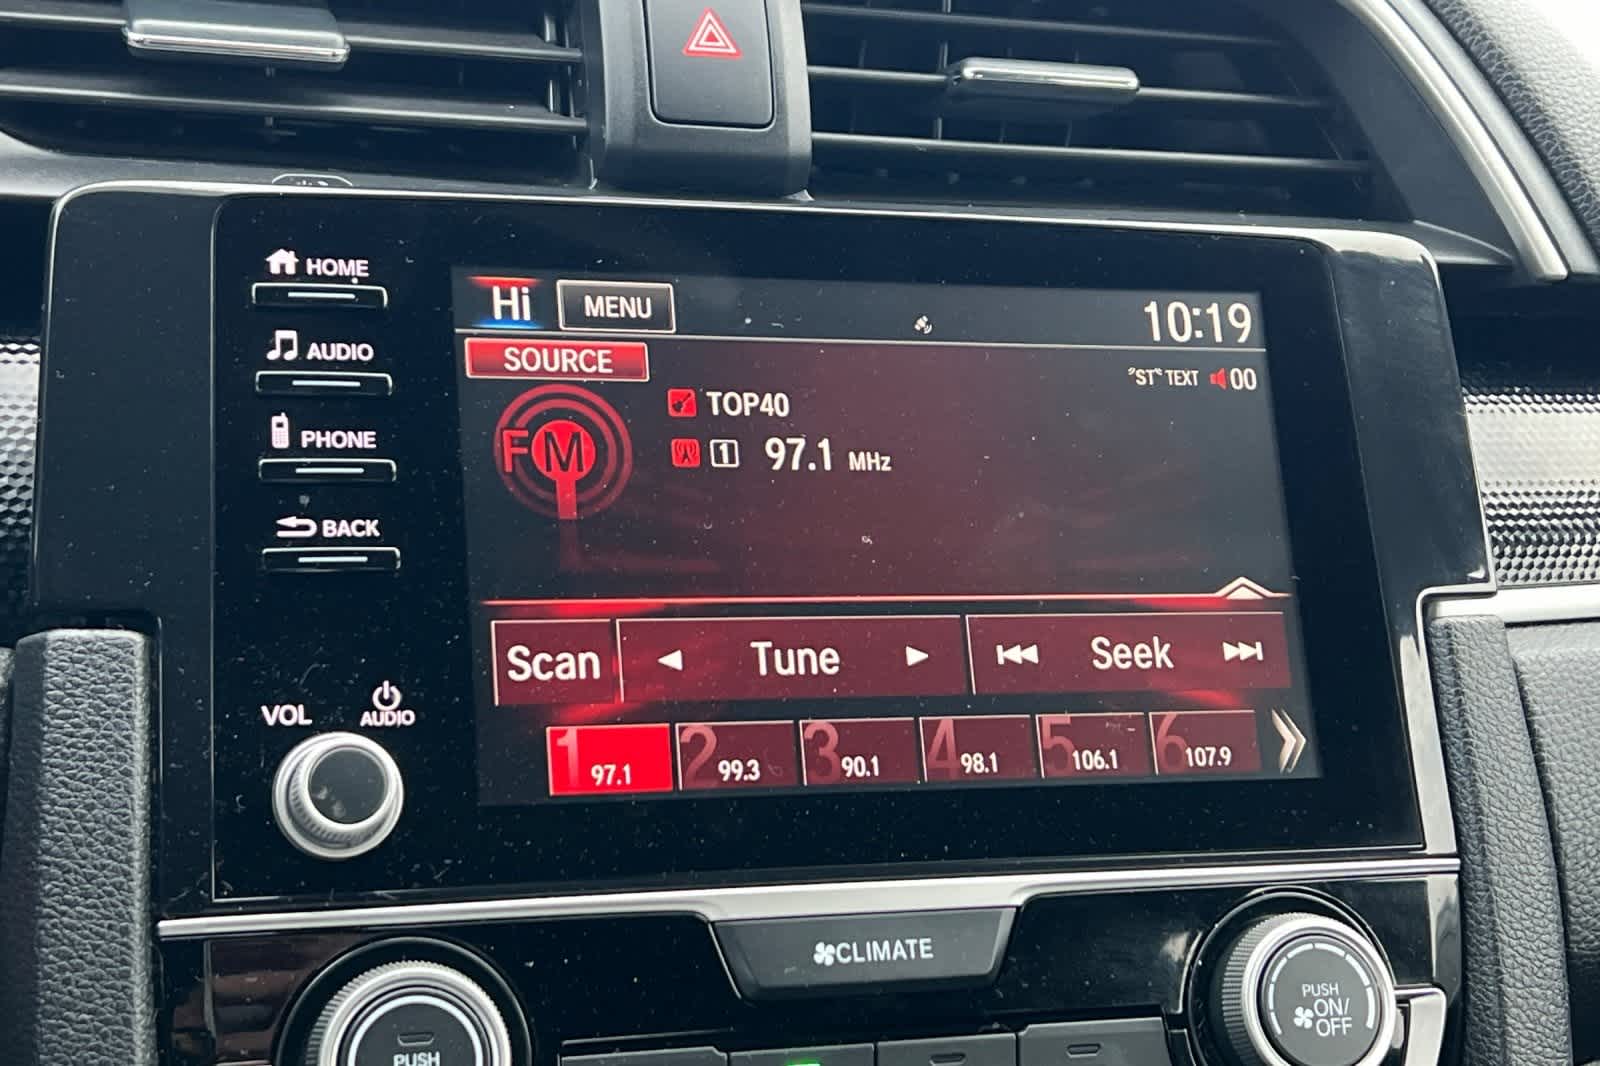 HOME
AUDIO
PHONE
BACK
VOL
AUDIO
Hi MENU 10:19
SOURCE
"ST" TEXT 00
FM
TOP40
1 97.1 MHz
Scan Tune Seek
1 97.1 2 99.3 3 90.1 4 98.1 5 106.1 6 107.9
CLIMATE
PUSH
PUSH
ON/
OFF